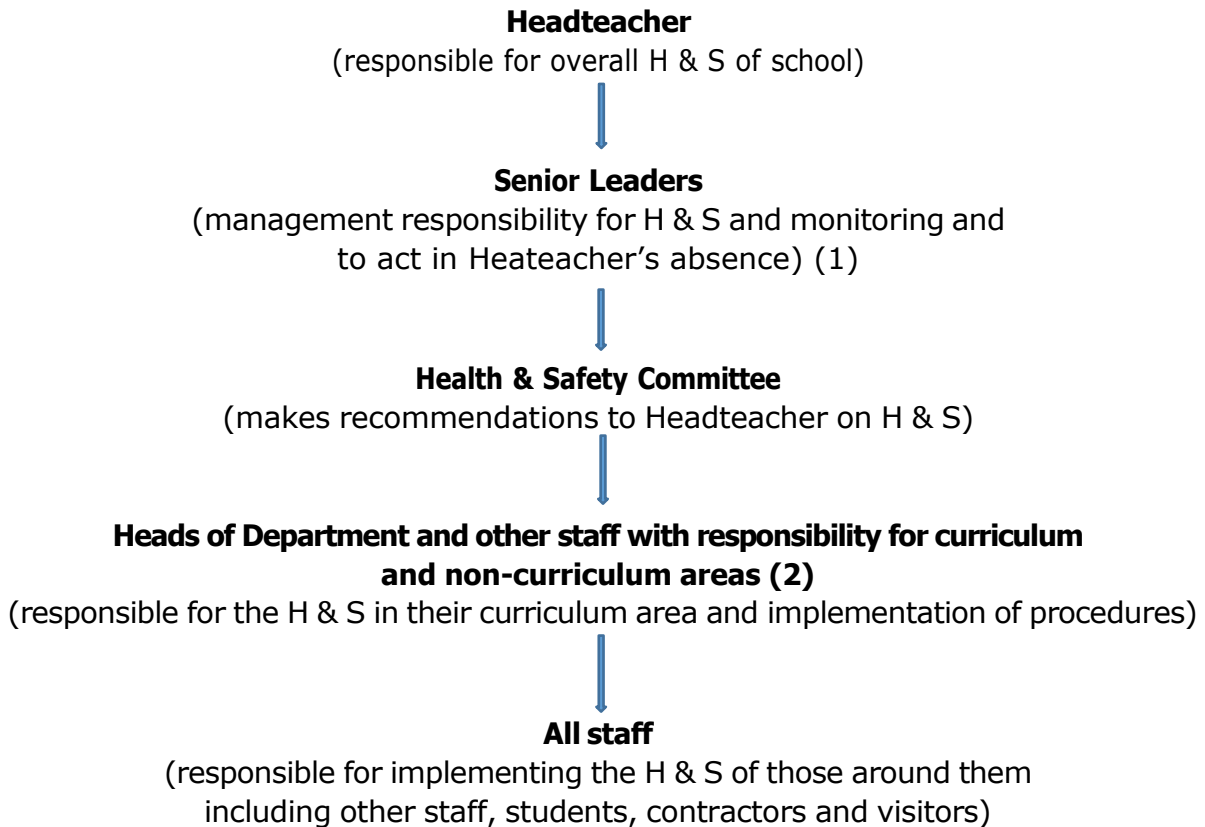 Headteacher
(responsible for overall H & S of school)
Senior Leaders
(management responsibility for H & S and monitoring and
to act in Heateacher’s absence) (1)
Health & Safety Committee
(makes recommendations to Headteacher on H & S)
Heads of Department and other staff with responsibility for curriculum
and non-curriculum areas (2)
(responsible for the H & S in their curriculum area and implementation of procedures)
All staff
(responsible for implementing the H & S of those around them
including other staff, students, contractors and visitors)